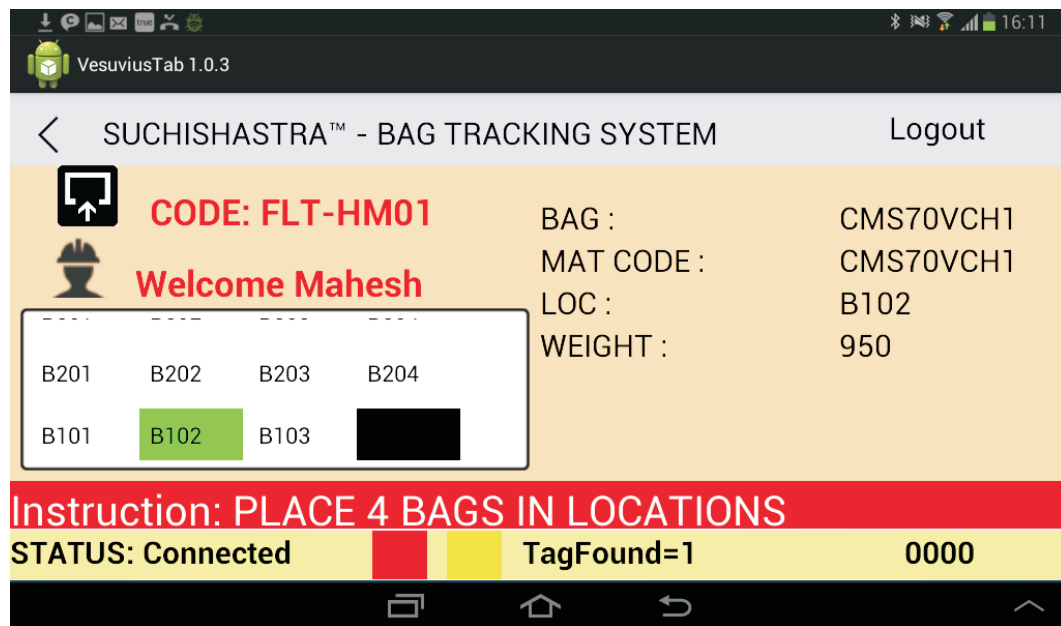 true
16:11
VesuviusTab 1.0.3
SUCHISHASTRA™ - BAG TRACKING SYSTEM
Logout
CODE: FLT-HM01
Welcome Mahesh
BAG : CMS70VCH1
MAT CODE : CMS70VCH1
LOC : B102
WEIGHT : 950
B201 B202 B203 B204
B101 B102 B103
Instruction: PLACE 4 BAGS IN LOCATIONS
STATUS: Connected TagFound=1 0000